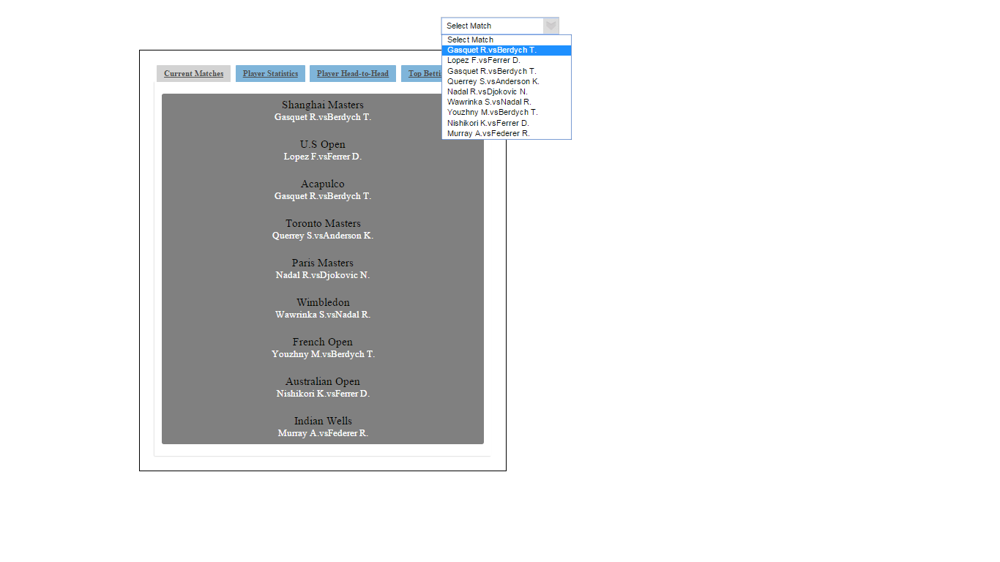 Select Match
Select Match
Gasquet R.vsBerdych T.
Lopez F.vsFerrer D.
Gasquet R.vsBerdych T.
Querrey S.vsAnderson K.
Nadal R.vsDjokovic N.
Wawrinka S.vsNadal R.
Youzhny M.vsBerdych T.
Nishikori K.vsFerrer D.
Murray A.vsFederer R.
Current Matches Player Statistics Player Head-to-Head Top Betti
Shanghai Masters
Gasquet R.vsBerdych T.
U.S Open
Lopez F.vsFerrer D.
Acapulco
Gasquet R.vsBerdych T.
Toronto Masters
Querrey S.vsAnderson K.
Paris Masters
Nadal R.vsDjokovic N.
Wimbledon
Wawrinka S.vsNadal R.
French Open
Youzhny M.vsBerdych T.
Australian Open
Nishikori K.vsFerrer D.
Indian Wells
Murray A.vsFederer R.